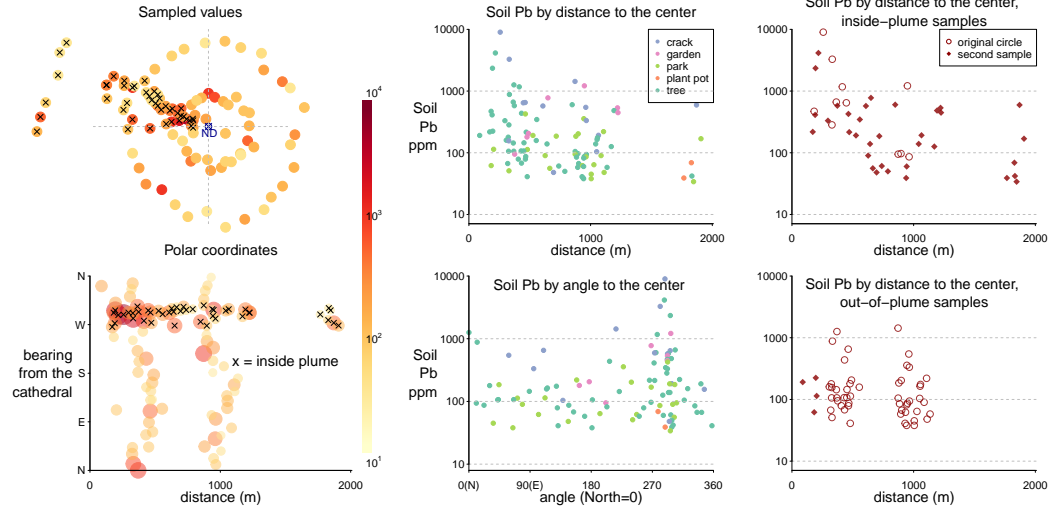 Sampled values
ND
10⁴
10³
10²
10¹
Polar coordinates
N
W
S
E
N
bearing
from the
cathedral
x = inside plume
0
1000
2000
distance (m)
Soil Pb by distance to the center
10000
1000
100
10
Soil
Pb
ppm
crack
garden
park
plant pot
tree
0
1000
2000
distance (m)
Soil Pb by angle to the center
10000
1000
100
10
Soil
Pb
ppm
0(N)
90(E)
180
270
360
angle (North=0)
Soil Pb by distance to the center,
inside−plume samples
10000
1000
100
10
original circle
second sample
0
1000
2000
distance (m)
Soil Pb by distance to the center,
out−of−plume samples
10000
1000
100
10
0
1000
2000
distance (m)